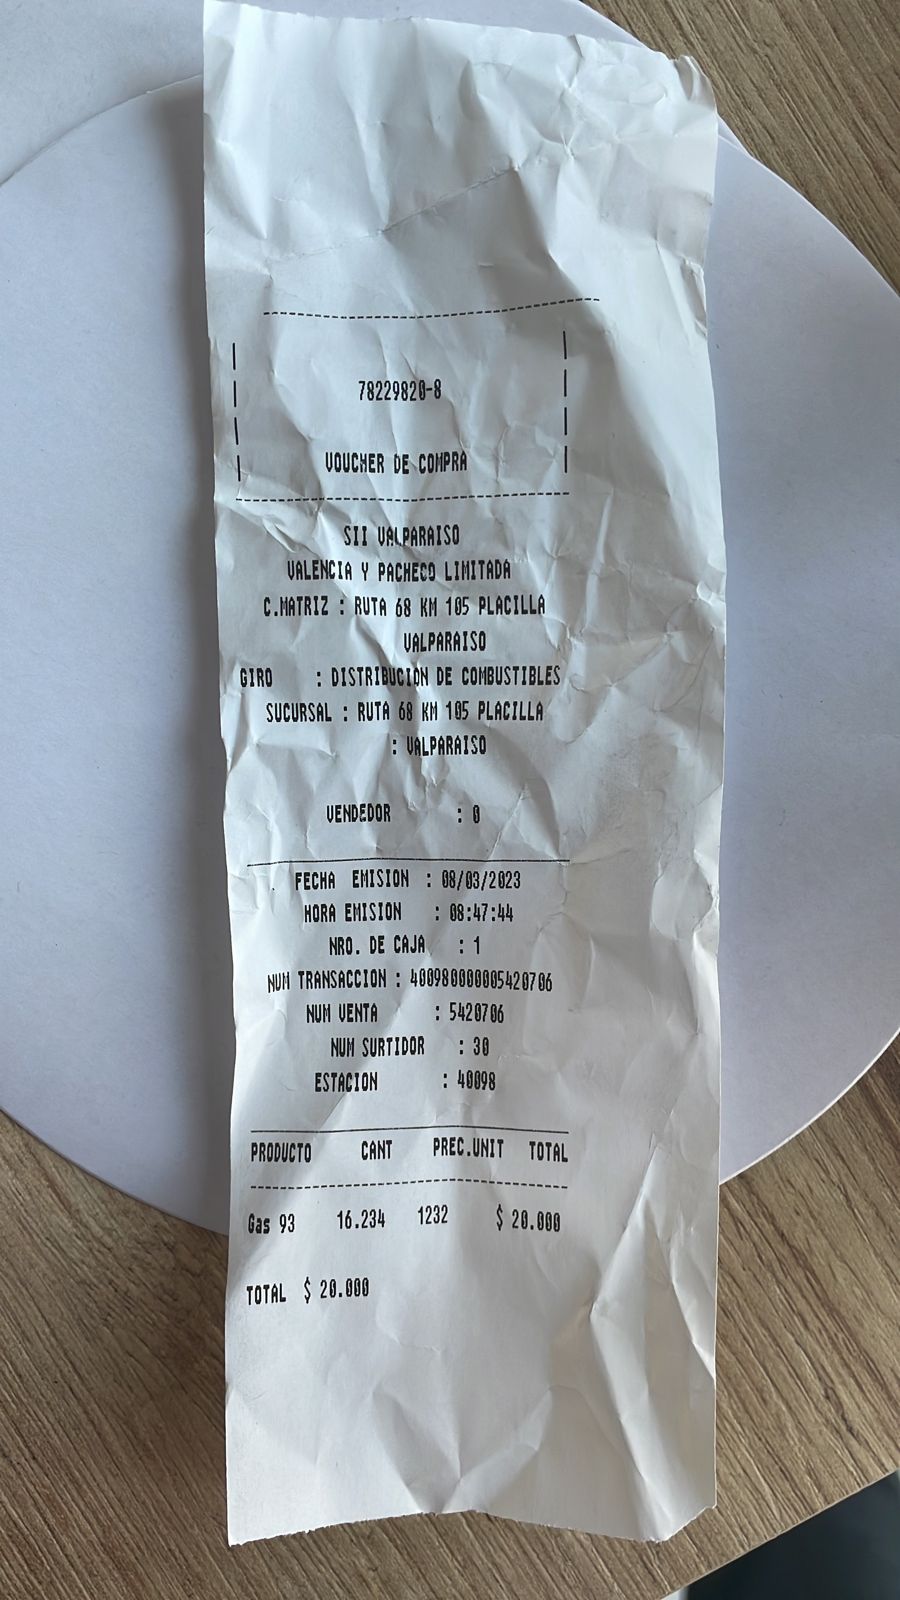 78229820-8
VOUCHER DE COMPRA
SII VALPARAISO
VALENCIA Y PACHECO LIMITADA
C.MATRIZ : RUTA 68 KM 105 PLACILLA
VALPARAISO
GIRO : DISTRIBUCIÓN DE COMBUSTIBLES
SUCURSAL : RUTA 68 KM 105 PLACILLA
: VALPARAISO
VENDEDOR : 0
FECHA EMISION : 08/03/2023
HORA EMISION : 08:47:44
NRO. DE CAJA : 1
NUM TRANSACCION : 400980000005420706
NUM VENTA : 5420706
NUM SURTIDOR : 30
ESTACION : 40098
PRODUCTO CANT PREC.UNIT TOTAL
Gas 93 16.234 1232 $ 20.000
TOTAL $ 20.000